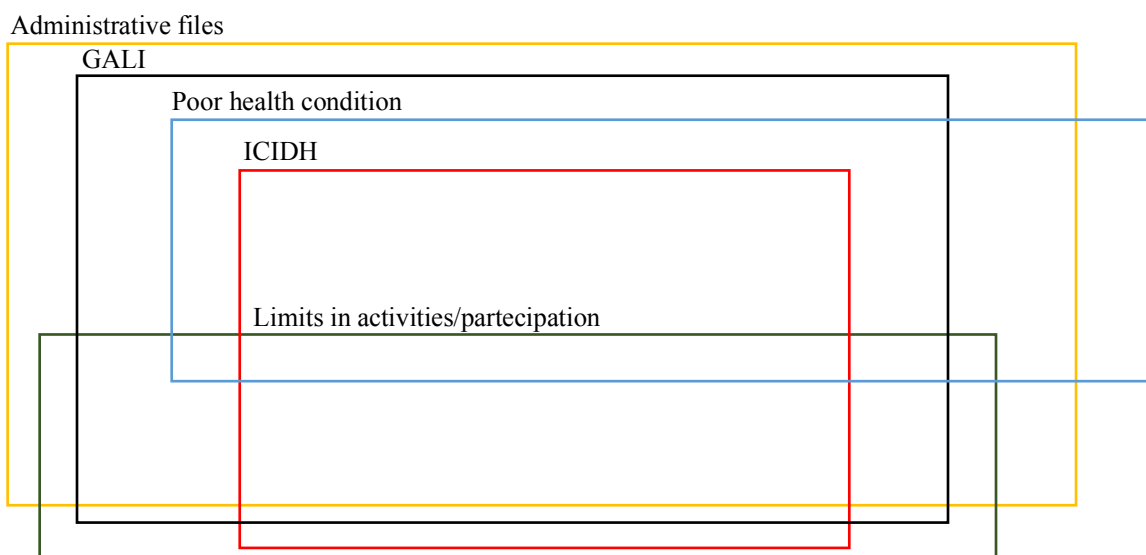 Administrative files
GALI
Poor health condition
ICIDH
Limits in activities/partecipation